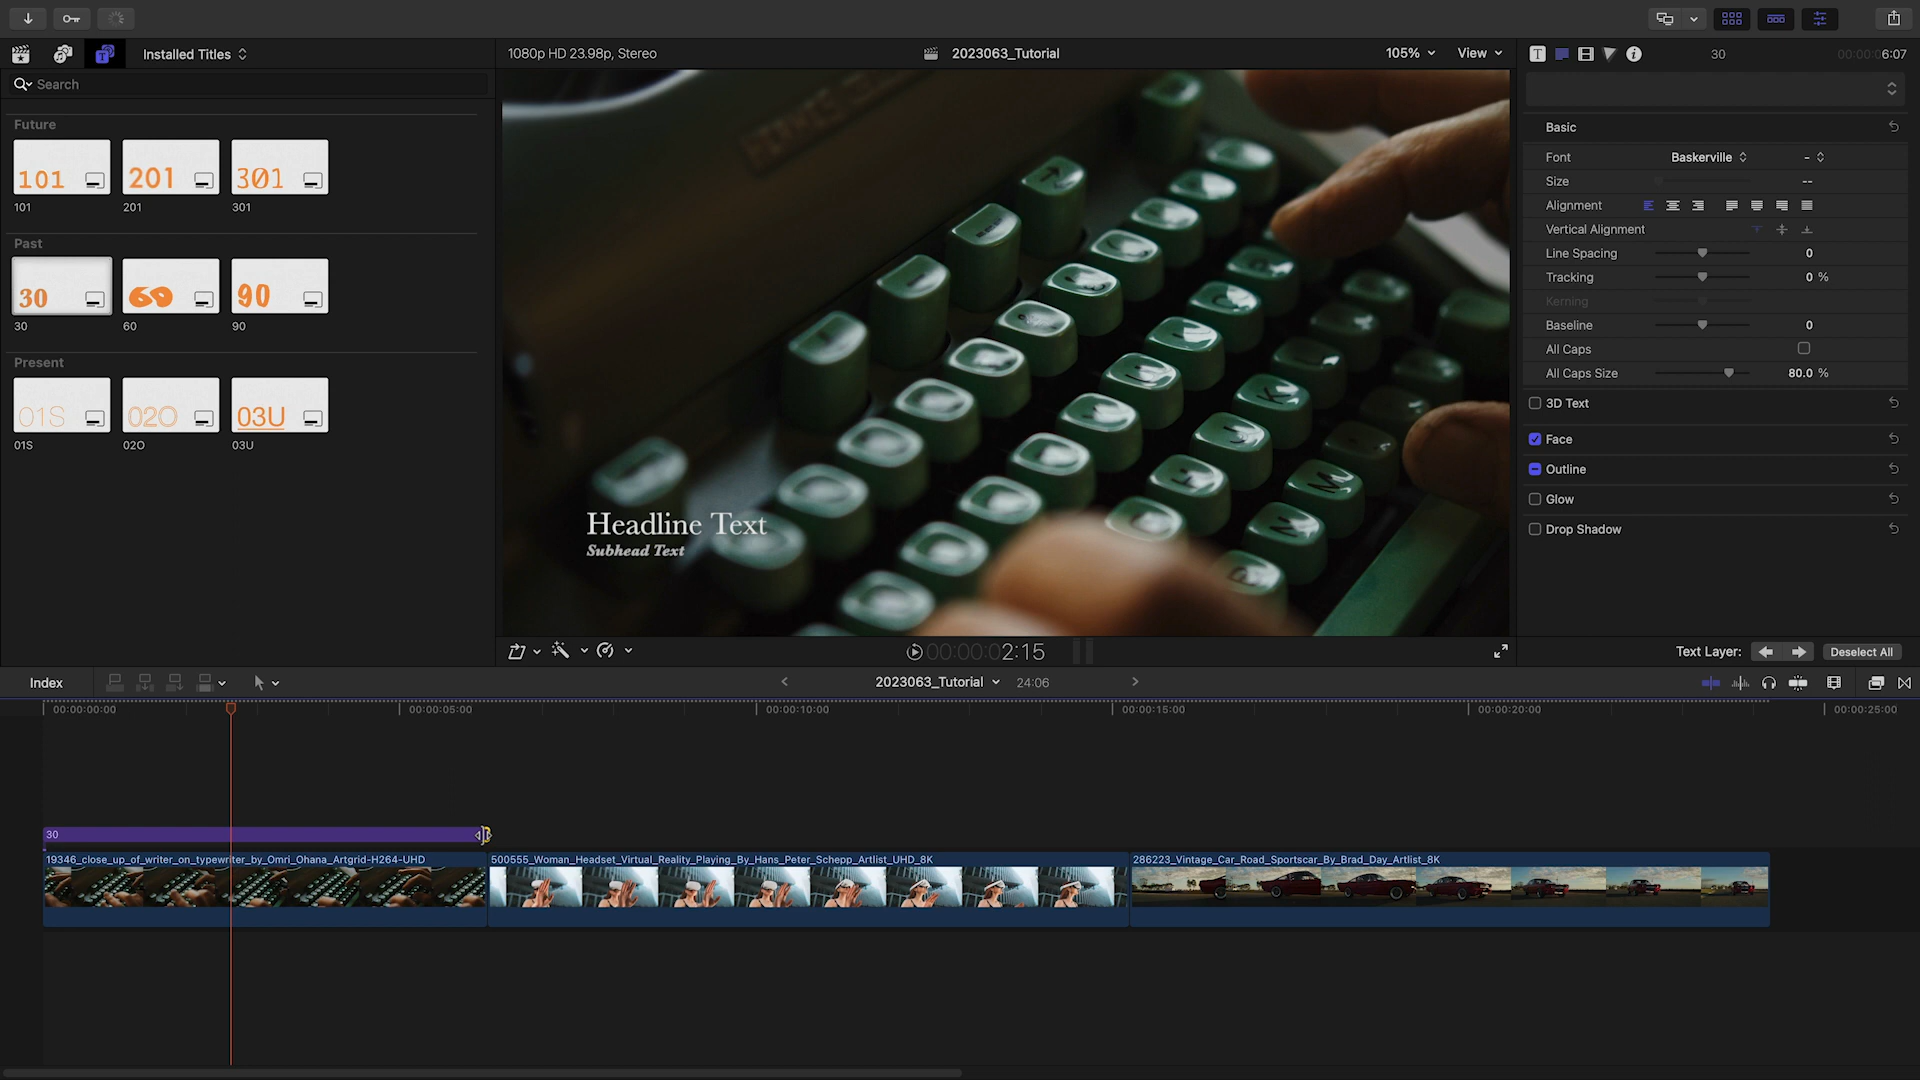 Installed Titles
1080p HD 23.98p, Stereo
2023063_Tutorial
105%
View
30
00:00:06:07
Search
Future
101
201
301
101
201
301
Past
30
60
90
30
60
90
Present
01S
02O
03U
01S
02O
03U
Headline Text
Subhead Text
Basic
Font
Baskerville
-
Size
--
Alignment
Vertical Alignment
Line Spacing
0
Tracking
0 %
Kerning
Baseline
0
All Caps
All Caps Size
80.0 %
3D Text
Face
Outline
Glow
Drop Shadow
00:00:02:15
Text Layer:
Deselect All
Index
2023063_Tutorial
24:06
00:00:00:00
00:00:05:00
00:00:10:00
00:00:15:00
00:00:20:00
00:00:25:00
30
19346_close_up_of_writer_on_typewriter_by_Omri_Ohana_Artgrid-H264-UHD
500555_Woman_Headset_Virtual_Reality_Playing_By_Hans_Peter_Schepp_Artlist_UHD_8K
286223_Vintage_Car_Road_Sportscar_By_Brad_Day_Artlist_8K